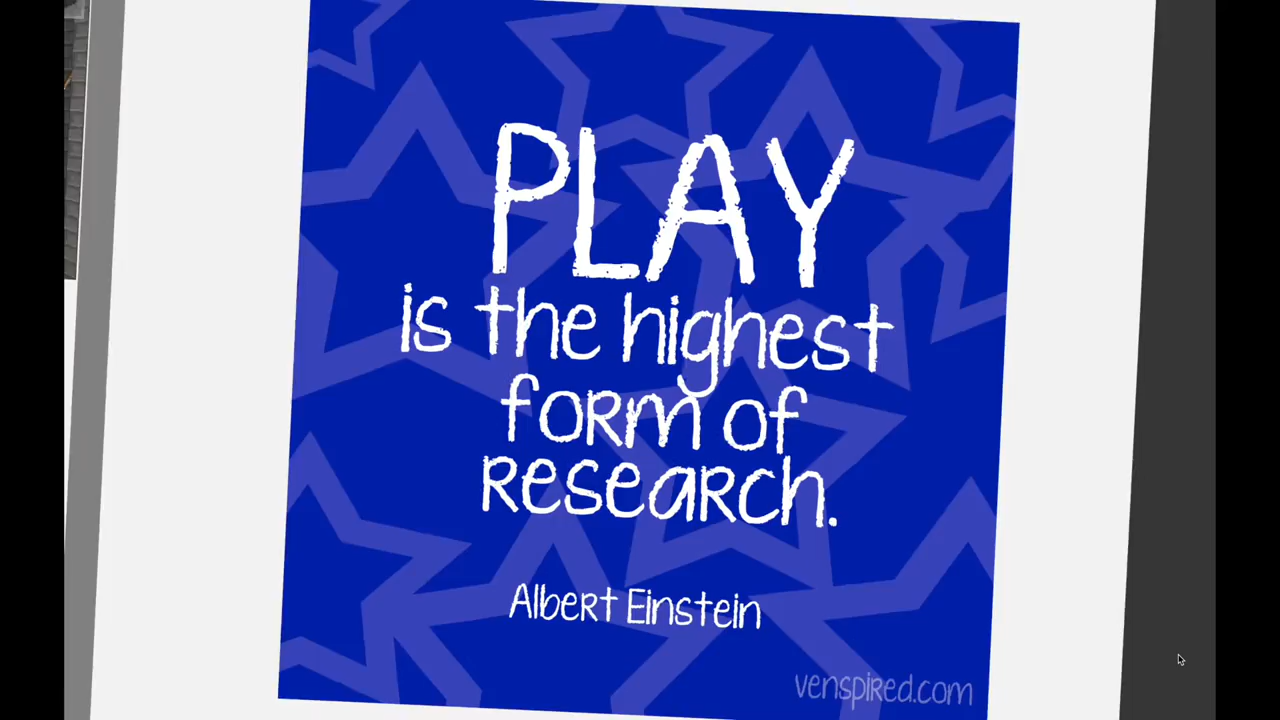 PLAY
is the highest
form of
research.
Albert Einstein
venspired.com